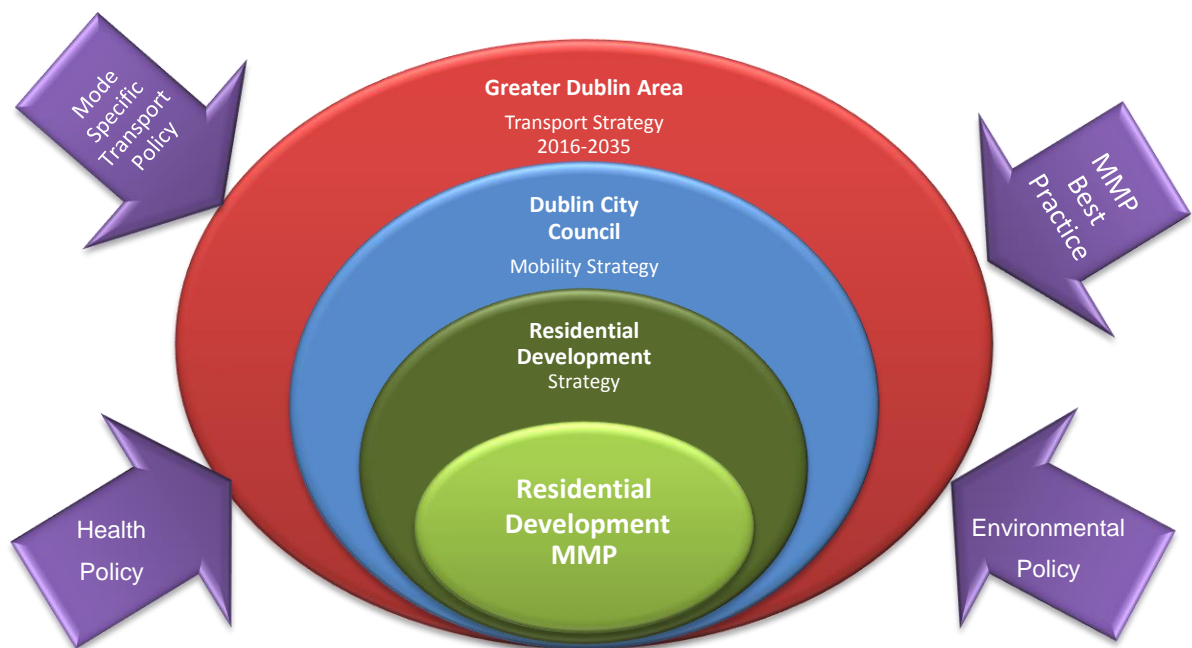 Mode
Specific
Transport
Policy
Greater Dublin Area
Transport Strategy
2016-2035
MMP
Best
Practice
Dublin City
Council
Mobility Strategy
Residential
Development
Strategy
Residential
Development
MMP
Health
Policy
Environmental
Policy